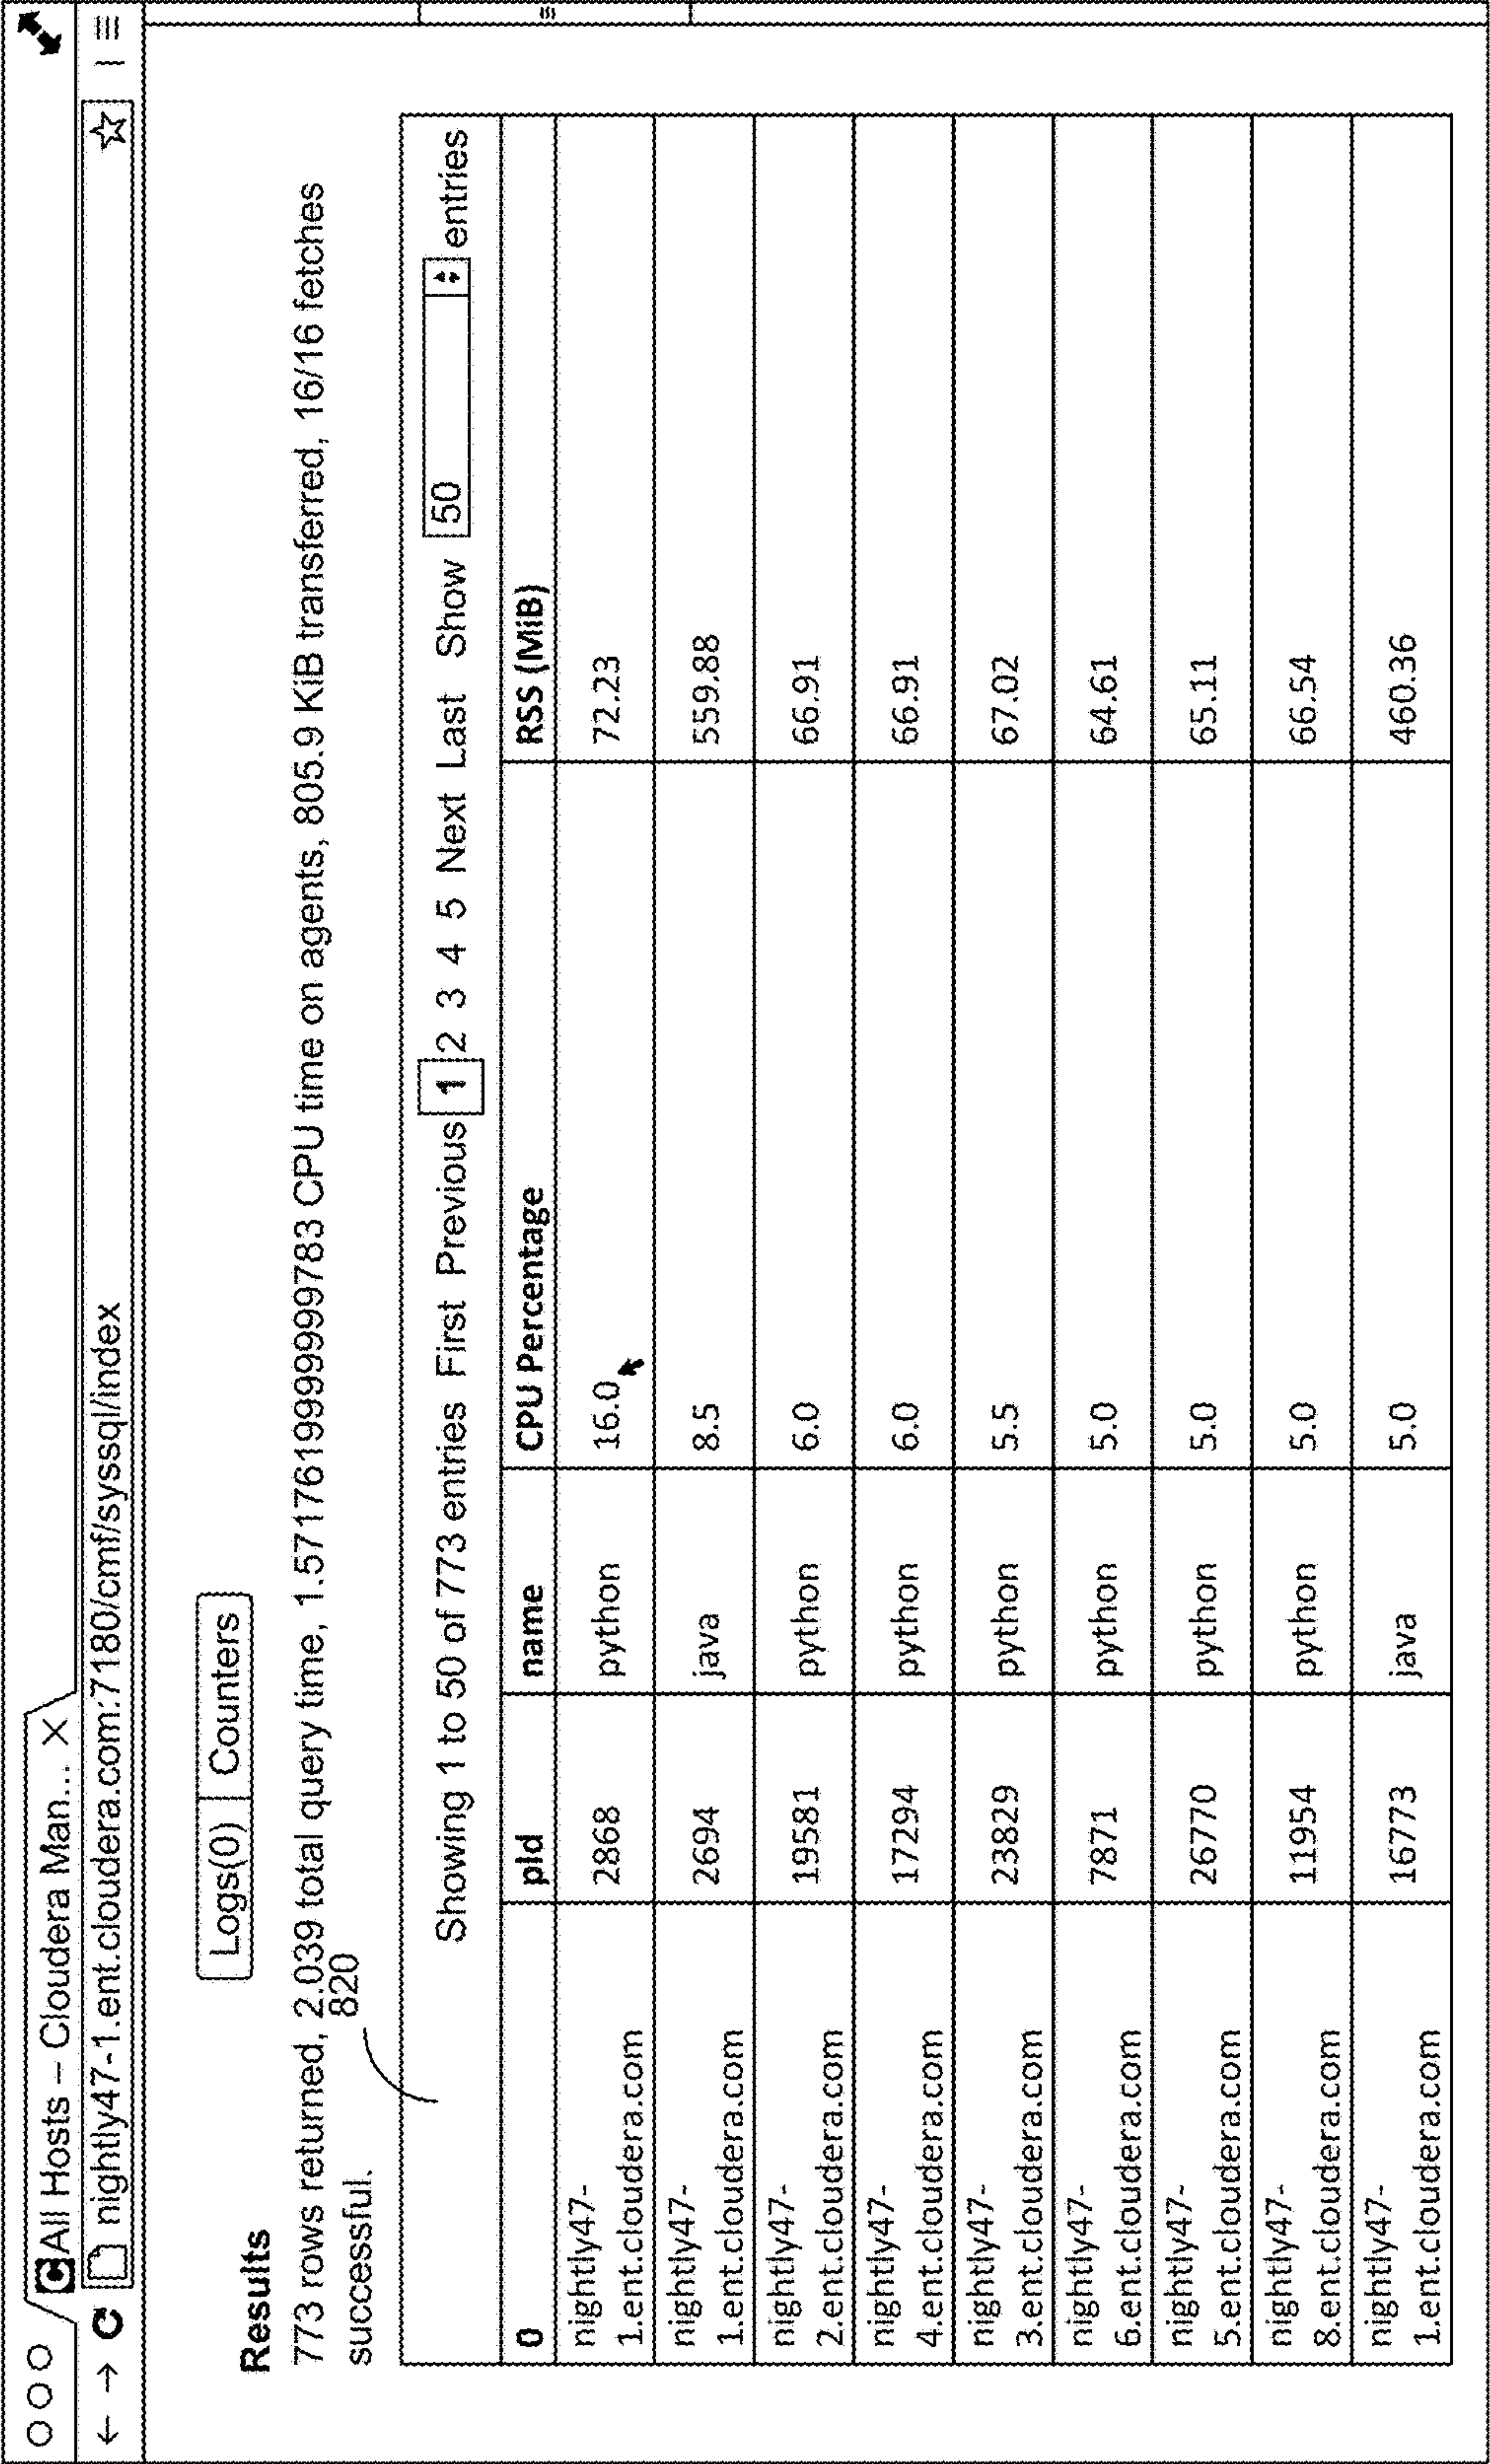 All Hosts – Cloudera Man... X
nightly47-1.ent.cloudera.com:7180/cmf/syssql/index
Logs(0) Counters
Results
773 rows returned, 2.039 total query time, 1.5717619999999783 CPU time on agents, 805.9 KiB transferred, 16/16 fetches
successful.
820
Showing 1 to 50 of 773 entries First Previous 1 2 3 4 5 Next Last Show 50 entries
0 pId name CPU Percentage RSS (MiB)
nightly47-
1.ent.cloudera.com 2868 python 16.0 72.23
nightly47-
1.ent.cloudera.com 2694 java 8.5 559.88
nightly47-
2.ent.cloudera.com 19581 python 6.0 66.91
nightly47-
4.ent.cloudera.com 17294 python 6.0 66.91
nightly47-
3.ent.cloudera.com 23829 python 5.5 67.02
nightly47-
6.ent.cloudera.com 7871 python 5.0 64.61
nightly47-
5.ent.cloudera.com 26770 python 5.0 65.11
nightly47-
8.ent.cloudera.com 11954 python 5.0 66.54
nightly47-
1.ent.cloudera.com 16773 java 5.0 460.36